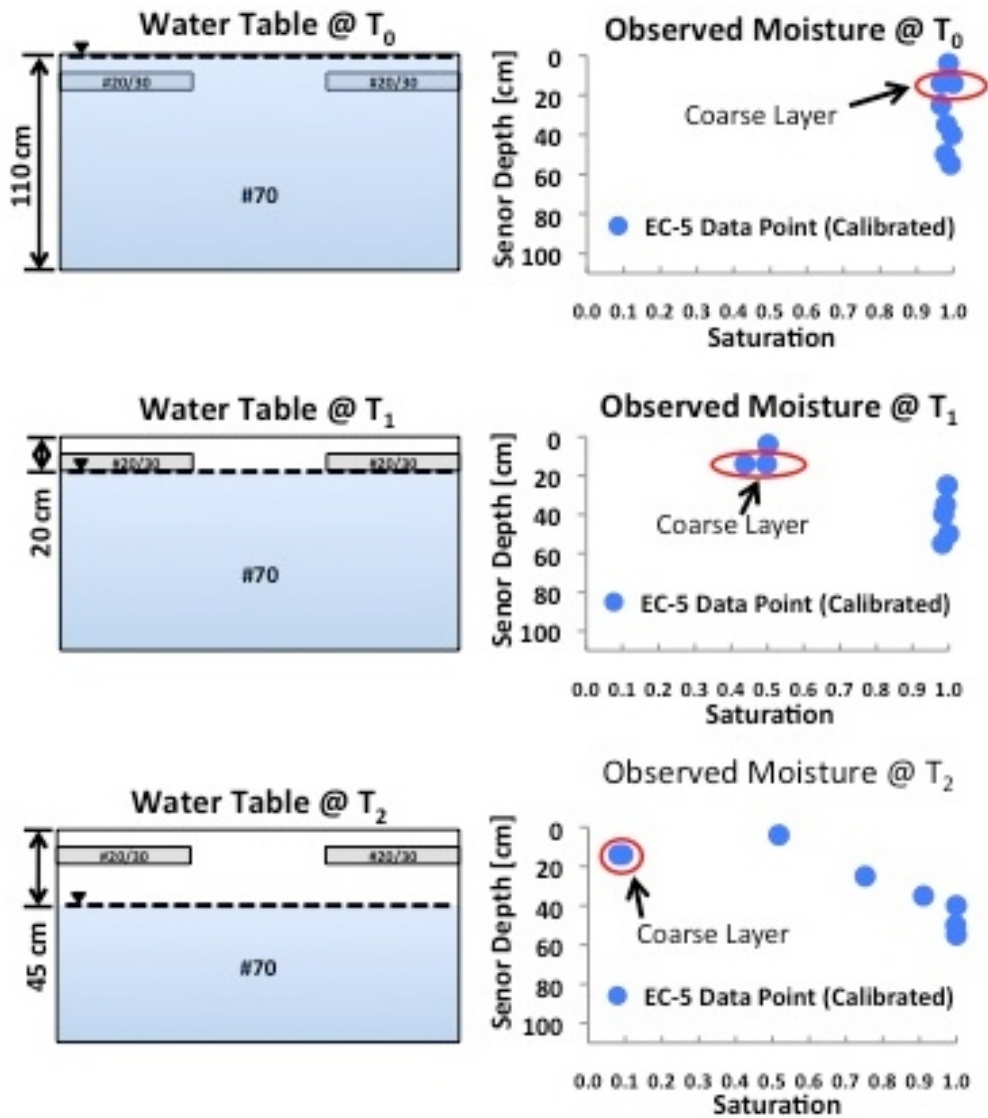 Water Table @ T0
#20/30
#20/30
110 cm
#70
Observed Moisture @ T0
Senor Depth [cm]
0
20
40
60
80
100
Coarse Layer
EC-5 Data Point (Calibrated)
0.0 0.1 0.2 0.3 0.4 0.5 0.6 0.7 0.8 0.9 1.0
Saturation
Water Table @ T1
#20/30
#20/30
20 cm
#70
Observed Moisture @ T1
Senor Depth [cm]
0
20
40
60
80
100
Coarse Layer
EC-5 Data Point (Calibrated)
0.0 0.1 0.2 0.3 0.4 0.5 0.6 0.7 0.8 0.9 1.0
Saturation
Water Table @ T2
#20/30
#20/30
45 cm
#70
Observed Moisture @ T2
Senor Depth [cm]
0
20
40
60
80
100
Coarse Layer
EC-5 Data Point (Calibrated)
0.0 0.1 0.2 0.3 0.4 0.5 0.6 0.7 0.8 0.9 1.0
Saturation